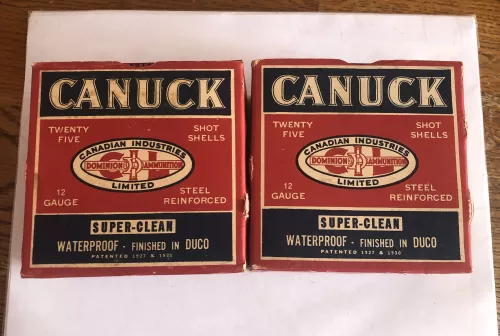 CANUCK
TWENTY FIVE
SHOT SHELLS
CANADIAN INDUSTRIES
DOMINION AMMUNITION
LIMITED
12 GAUGE
STEEL REINFORCED
SUPER-CLEAN
WATERPROOF - FINISHED IN DUCO
PATENTED 1927 &
CANUCK
TWENTY FIVE
SHOT SHELLS
CANADIAN INDUSTRIES
DOMINION AMMUNITION
LIMITED
12 GAUGE
STEEL REINFORCED
SUPER-CLEAN
WATERPROOF - FINISHED IN DUCO
PATENTED 1927 & 1930